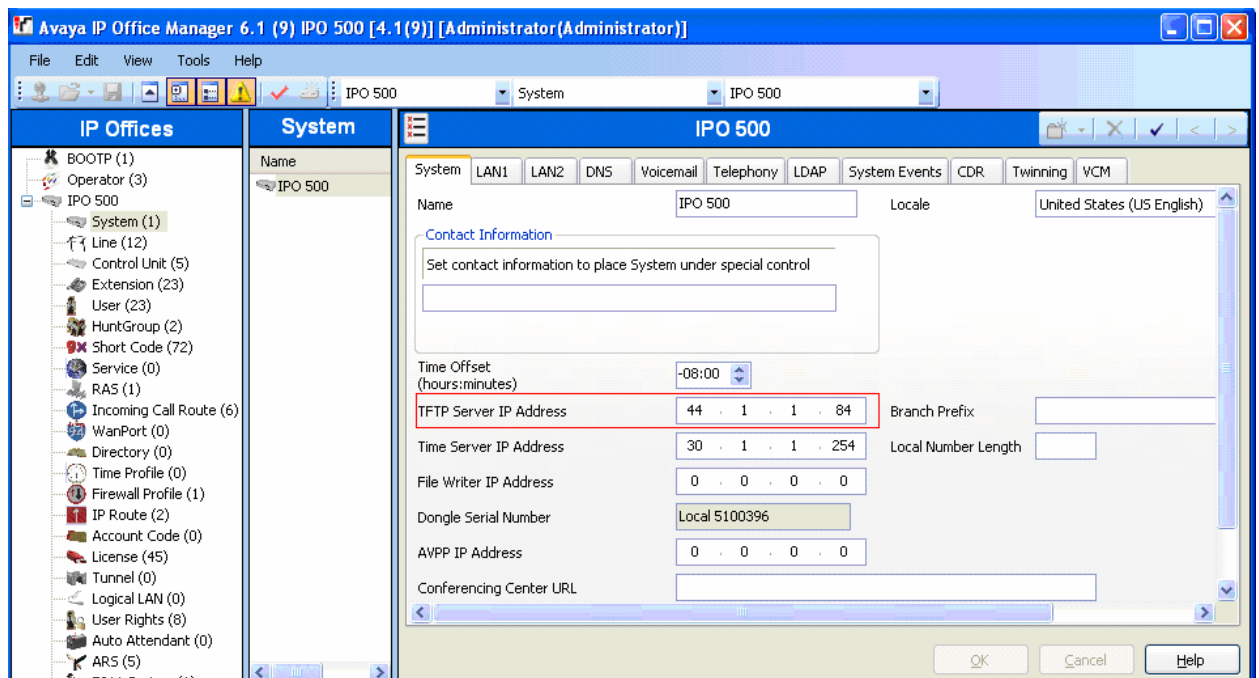 Avaya IP Office Manager 6.1 (9) IPO 500 [4.1(9)] [Administrator(Administrator)]
File Edit View Tools Help
IPO 500 System IPO 500
IP Offices
BOOTP (1)
Operator (3)
IPO 500
System (1)
Line (12)
Control Unit (5)
Extension (23)
User (23)
HuntGroup (2)
Short Code (72)
Service (0)
RAS (1)
Incoming Call Route (6)
WanPort (0)
Directory (0)
Time Profile (0)
Firewall Profile (1)
IP Route (2)
Account Code (0)
License (45)
Tunnel (0)
Logical LAN (0)
User Rights (8)
Auto Attendant (0)
ARS (5)
System
Name
IPO 500
IPO 500
System LAN1 LAN2 DNS Voicemail Telephony LDAP System Events CDR Twinning VCM
Name IPO 500 Locale United States (US English)
Contact Information
Set contact information to place System under special control
Time Offset
(hours:minutes) -08:00
TFTP Server IP Address 44 . 1 . 1 . 84 Branch Prefix
Time Server IP Address 30 . 1 . 1 . 254 Local Number Length
File Writer IP Address 0 . 0 . 0 . 0
Dongle Serial Number Local 5100396
AVPP IP Address 0 . 0 . 0 . 0
Conferencing Center URL
OK Cancel Help